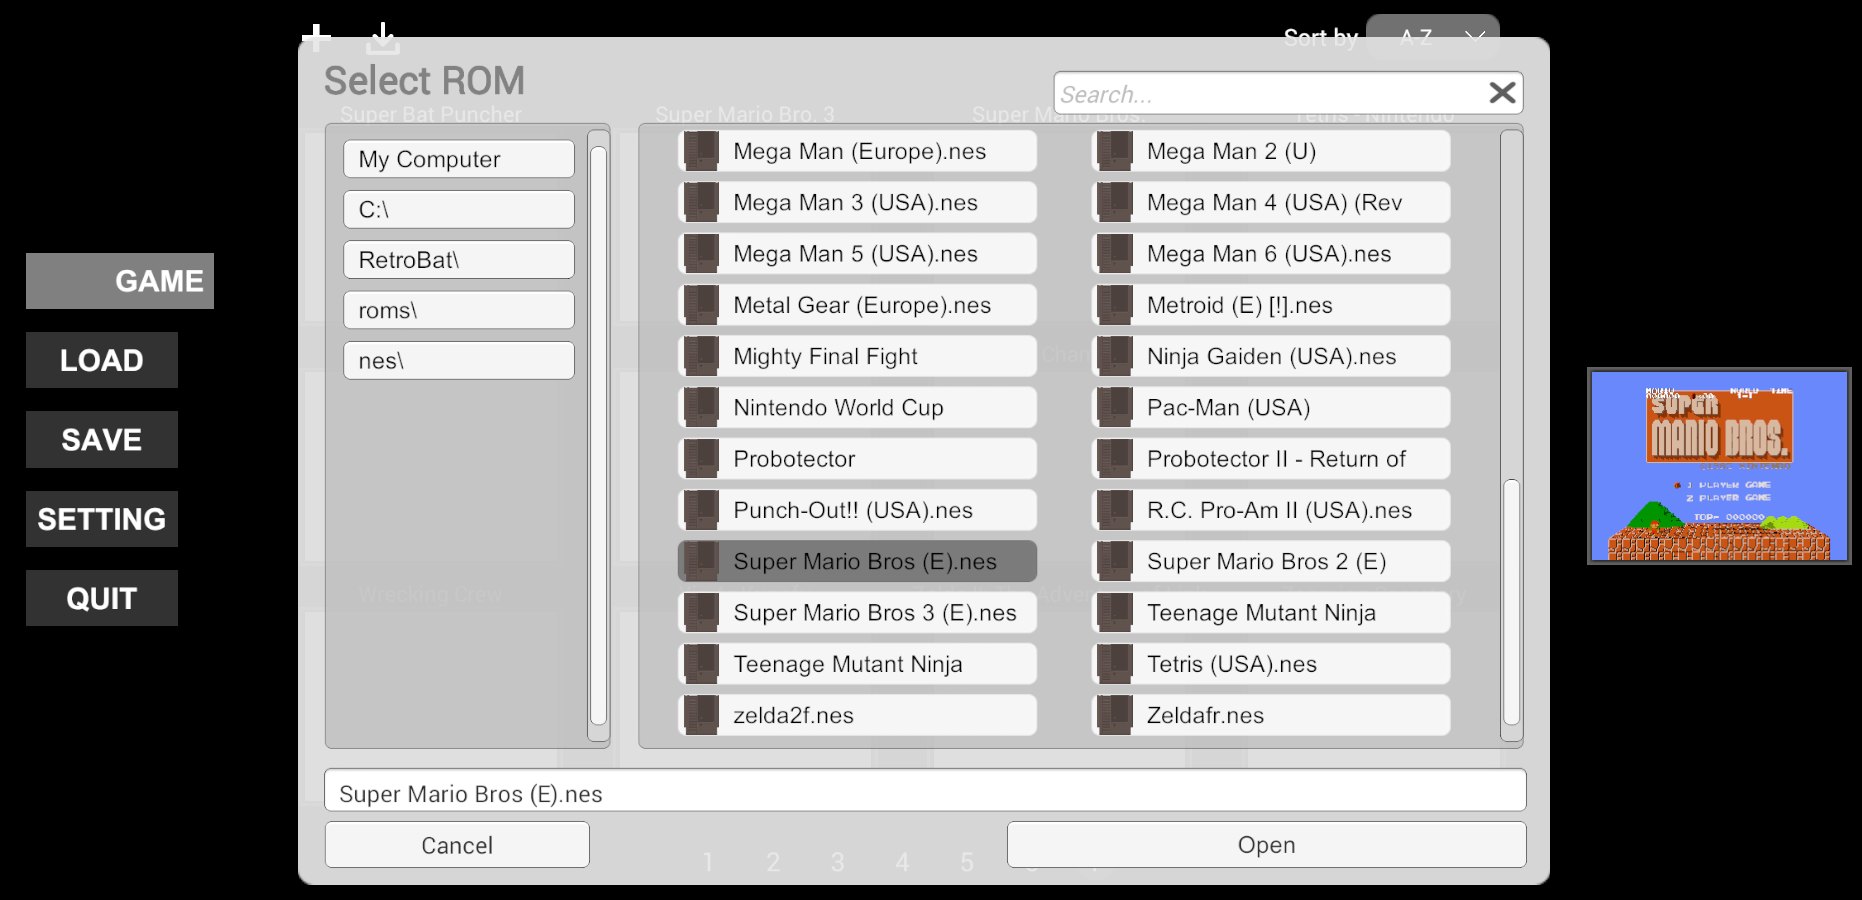 Sort by A-Z
Select ROM
Search...
Super Bat Puncher
Super Mario Bro. 3
Super Mario Bros.
Tetris - Nintendo
My Computer
C:\
RetroBat\
roms\
nes\
Mega Man (Europe).nes
Mega Man 2 (U)
Mega Man 3 (USA).nes
Mega Man 4 (USA) (Rev
Mega Man 5 (USA).nes
Mega Man 6 (USA).nes
Metal Gear (Europe).nes
Metroid (E) [!].nes
Mighty Final Fight
Ninja Gaiden (USA).nes
Nintendo World Cup
Pac-Man (USA)
Probotector
Probotector II - Return of
Punch-Out!! (USA).nes
R.C. Pro-Am II (USA).nes
Super Mario Bros (E).nes
Super Mario Bros 2 (E)
Wrecking Crew
Super Mario Bros 3 (E).nes
Teenage Mutant Ninja
Teenage Mutant Ninja
Tetris (USA).nes
zelda2f.nes
Zeldafr.nes
Super Mario Bros (E).nes
Cancel
Open
1 2 3 4 5
GAME
LOAD
SAVE
SETTING
QUIT
MARIO WORLD TIME
SUPER
MARIO BROS.
1 PLAYER GAME
2 PLAYER GAME
TOP- 000000